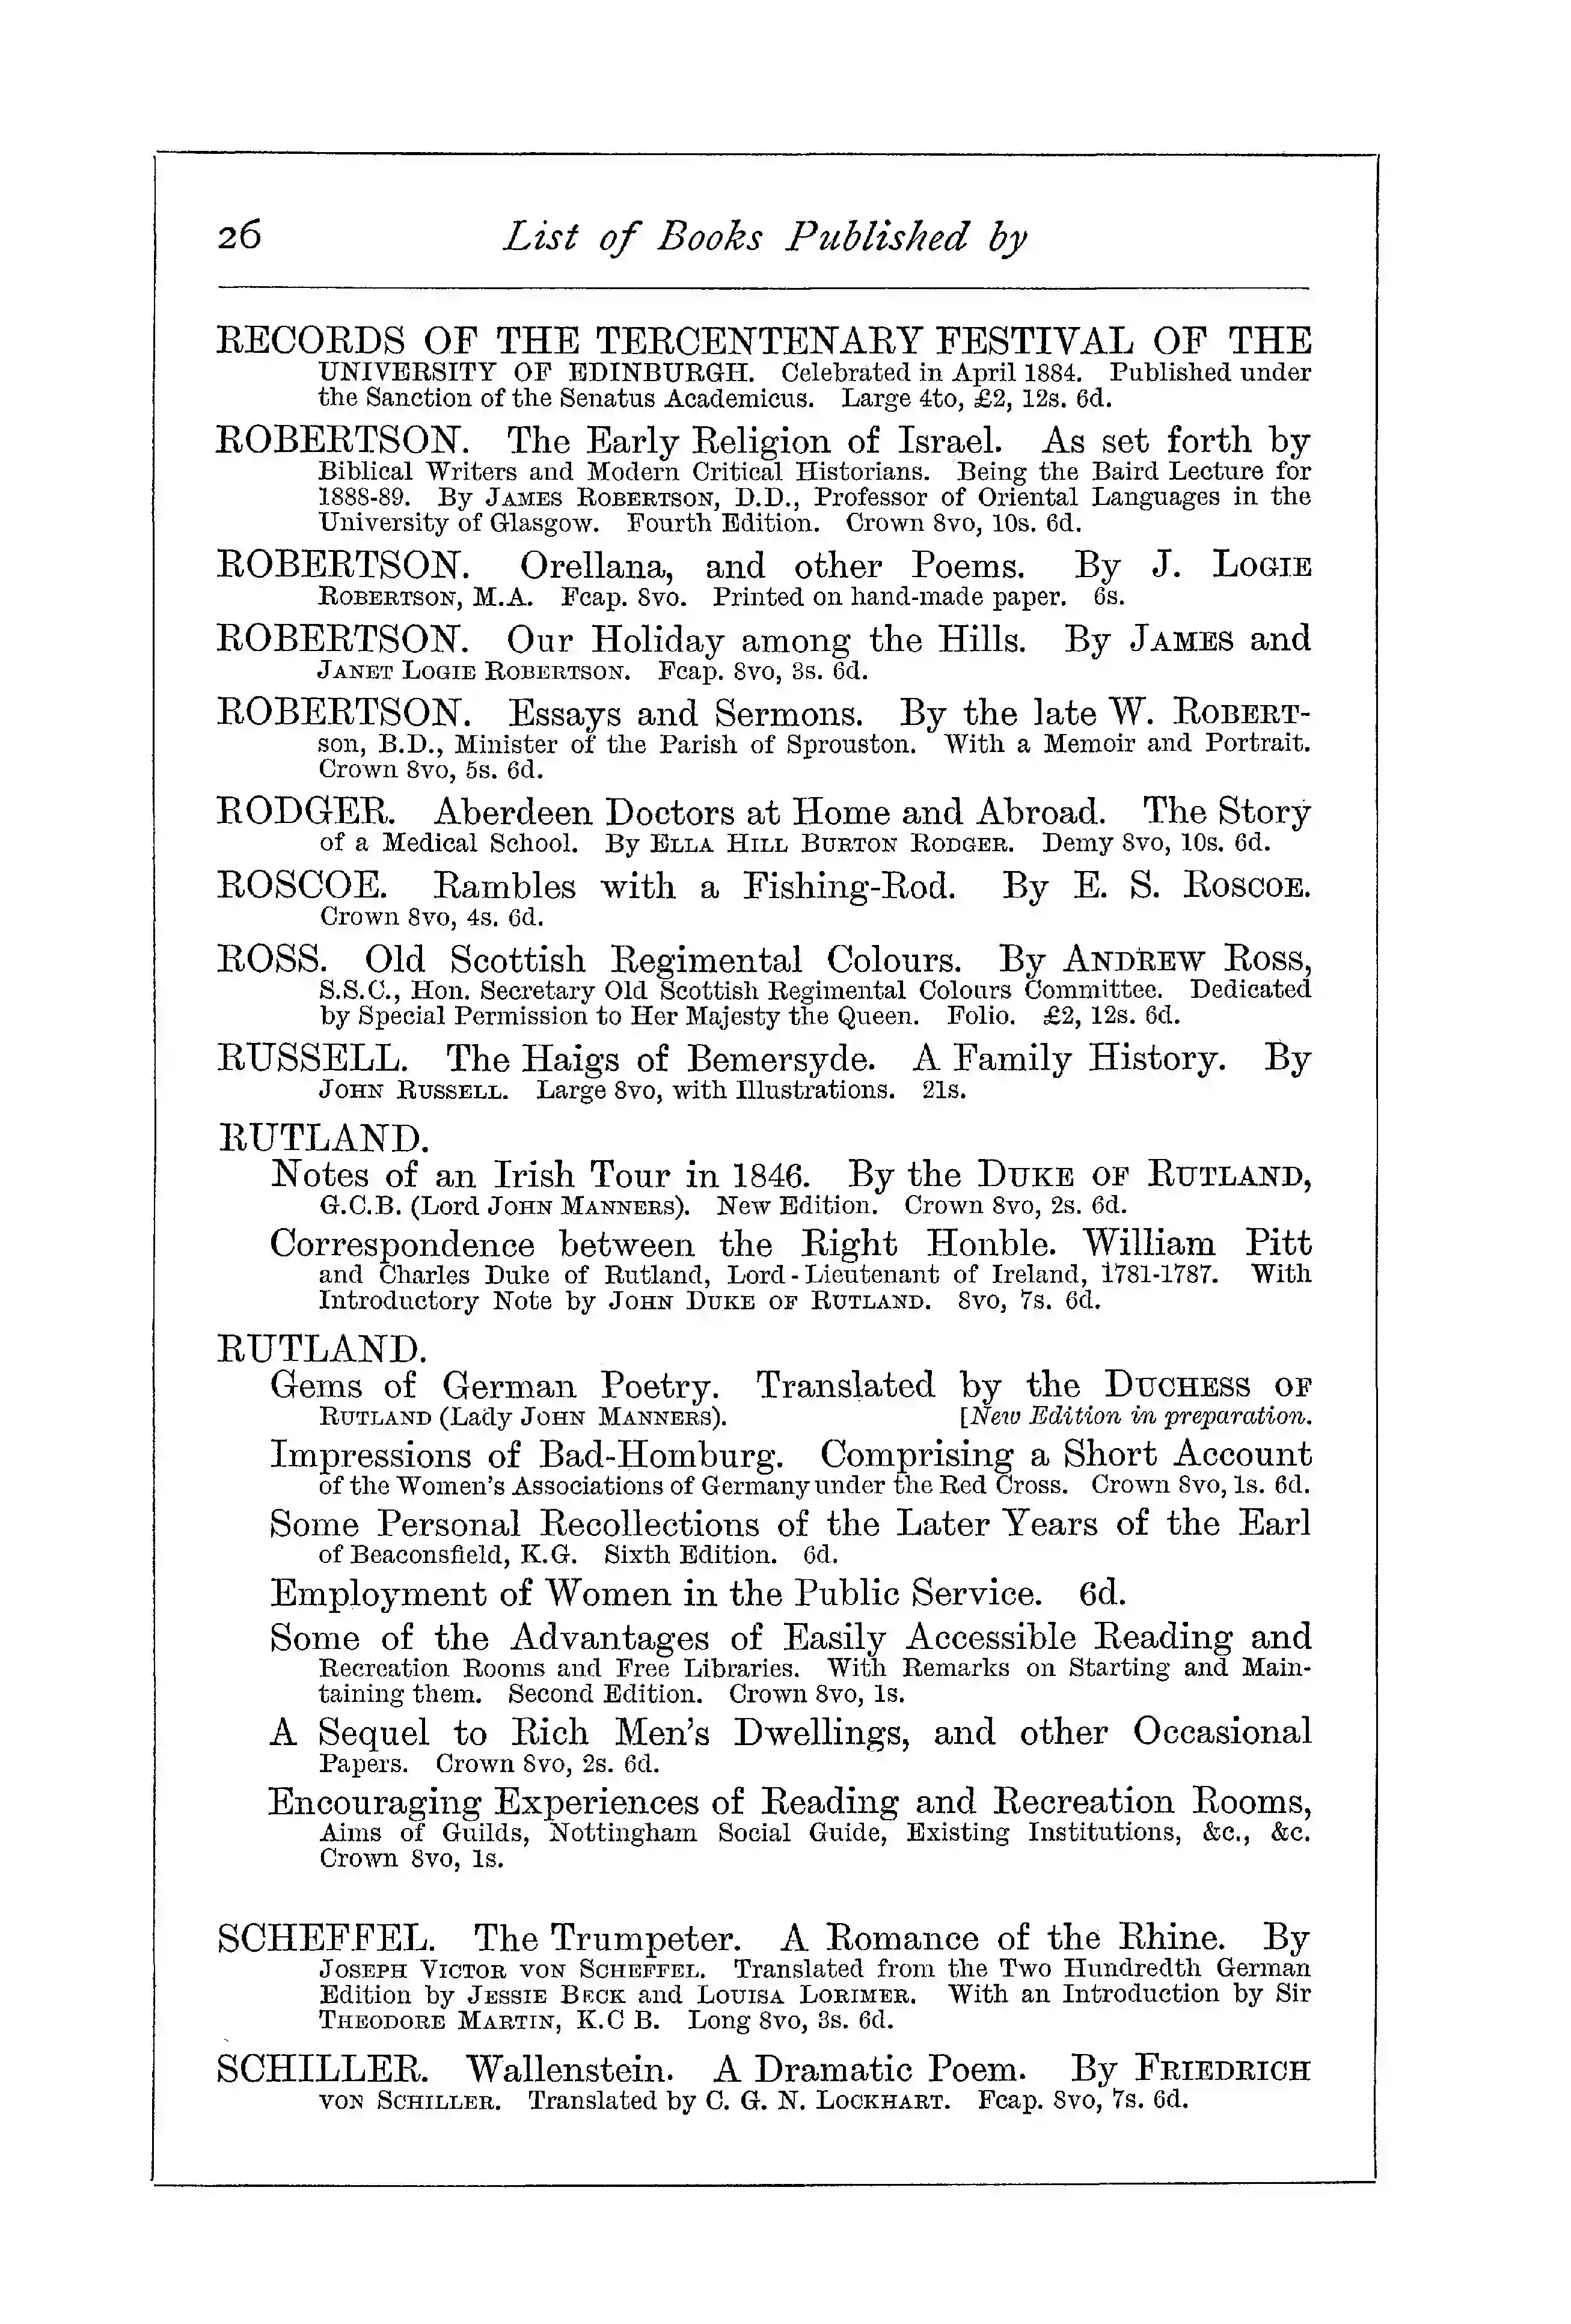 26 List of Books Published by
RECORDS OF THE TERCENTENARY FESTIVAL OF THE
UNIVERSITY OF EDINBURGH. Celebrated in April 1884. Published under
the Sanction of the Senatus Academicus. Large 4to, £2, 12s. 6d.
ROBERTSON. The Early Religion of Israel. As set forth by
Biblical Writers and Modern Critical Historians. Being the Baird Lecture for
1888-89. By JAMES ROBERTSON, D.D., Professor of Oriental Languages in the
University of Glasgow. Fourth Edition. Crown 8vo, 10s. 6d.
ROBERTSON. Orellana, and other Poems. By J. LOGIE
ROBERTSON, M.A. Fcap. 8vo. Printed on hand-made paper. 6s.
ROBERTSON. Our Holiday among the Hills. By JAMES and
JANET LOGIE ROBERTSON. Fcap. 8vo, 3s. 6d.
ROBERTSON. Essays and Sermons. By the late W. ROBERT-
son, B.D., Minister of the Parish of Sprouston. With a Memoir and Portrait.
Crown 8vo, 5s. 6d.
RODGER. Aberdeen Doctors at Home and Abroad. The Story
of a Medical School. By ELLA HILL BURTON RODGER. Demy 8vo, 10s. 6d.
ROSCOE. Rambles with a Fishing-Rod. By E. S. ROSCOE.
Crown 8vo, 4s. 6d.
ROSS. Old Scottish Regimental Colours. By ANDREW ROSS,
S.S.C., Hon. Secretary Old Scottish Regimental Colours Committee. Dedicated
by Special Permission to Her Majesty the Queen. Folio. £2, 12s. 6d.
RUSSELL. The Haigs of Bemersyde. A Family History. By
JOHN RUSSELL. Large 8vo, with Illustrations. 21s.
RUTLAND.
Notes of an Irish Tour in 1846. By the DUKE OF RUTLAND,
G.C.B. (Lord JOHN MANNERS). New Edition. Crown 8vo, 2s. 6d.
Correspondence between the Right Honble. William Pitt
and Charles Duke of Rutland, Lord-Lieutenant of Ireland, 1781-1787. With
Introductory Note by JOHN DUKE OF RUTLAND. 8vo, 7s. 6d.
RUTLAND.
Gems of German Poetry. Translated by the DUCHESS OF
RUTLAND (Lady JOHN MANNERS). [New Edition in preparation.
Impressions of Bad-Homburg. Comprising a Short Account
of the Women's Associations of Germany under the Red Cross. Crown 8vo, 1s. 6d.
Some Personal Recollections of the Later Years of the Earl
of Beaconsfield, K.G. Sixth Edition. 6d.
Employment of Women in the Public Service. 6d.
Some of the Advantages of Easily Accessible Reading and
Recreation Rooms and Free Libraries. With Remarks on Starting and Main-
taining them. Second Edition. Crown 8vo, 1s.
A Sequel to Rich Men's Dwellings, and other Occasional
Papers. Crown 8vo, 2s. 6d.
Encouraging Experiences of Reading and Recreation Rooms,
Aims of Guilds, Nottingham Social Guide, Existing Institutions, &c., &c.
Crown 8vo, 1s.
SCHEFFEL. The Trumpeter. A Romance of the Rhine. By
JOSEPH VICTOR VON SCHEFFEL. Translated from the Two Hundredth German
Edition by JESSIE BECK and LOUISA LORIMER. With an Introduction by Sir
THEODORE MARTIN, K.C B. Long 8vo, 3s. 6d.
SCHILLER. Wallenstein. A Dramatic Poem. By FRIEDRICH
VON SCHILLER. Translated by C. G. N. LOCKHART. Fcap. 8vo, 7s. 6d.